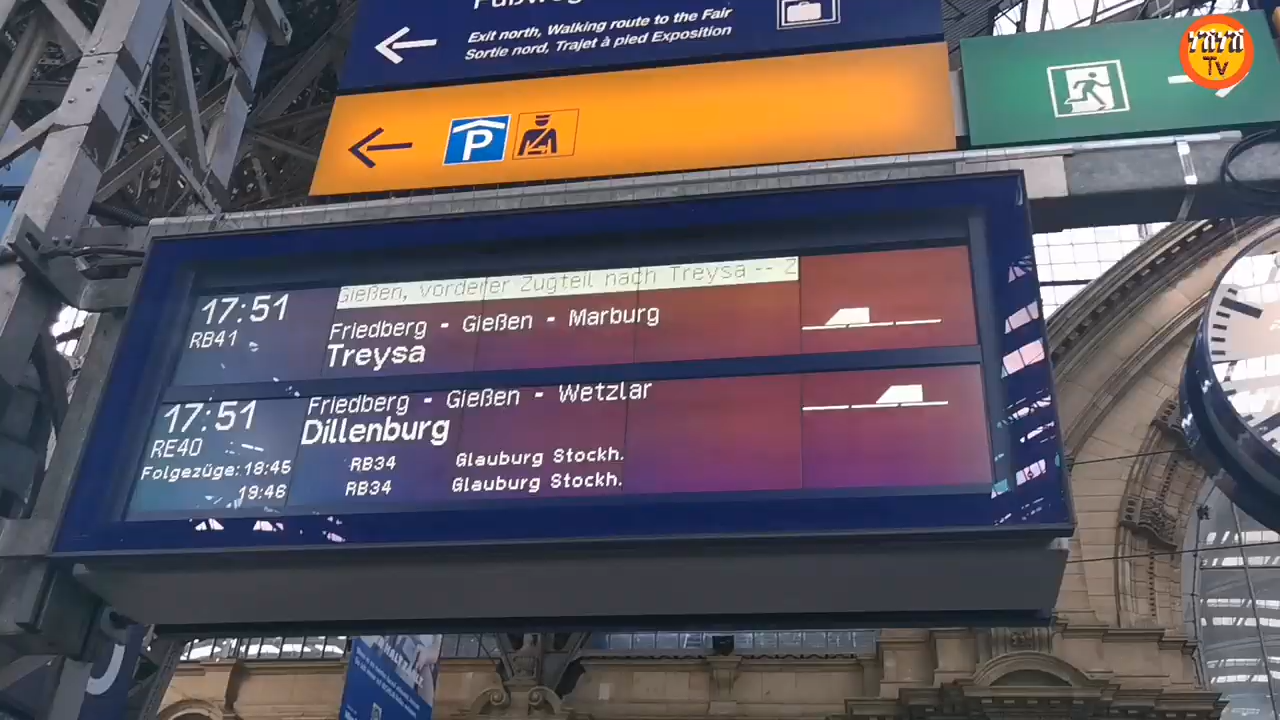 Exit north, Walking route to the Fair
Sortie nord, Trajet à pied Exposition
P
Tv
Gießen, vorderer Zugteil nach Treysa -- Z
17:51
RB41
Friedberg - Gießen - Marburg
Treysa
17:51
RE40
Friedberg - Gießen - Wetzlar
Dillenburg
Folgezüge: 18:46 RB34 Glauburg Stockh.
19:46 RB34 Glauburg Stockh.